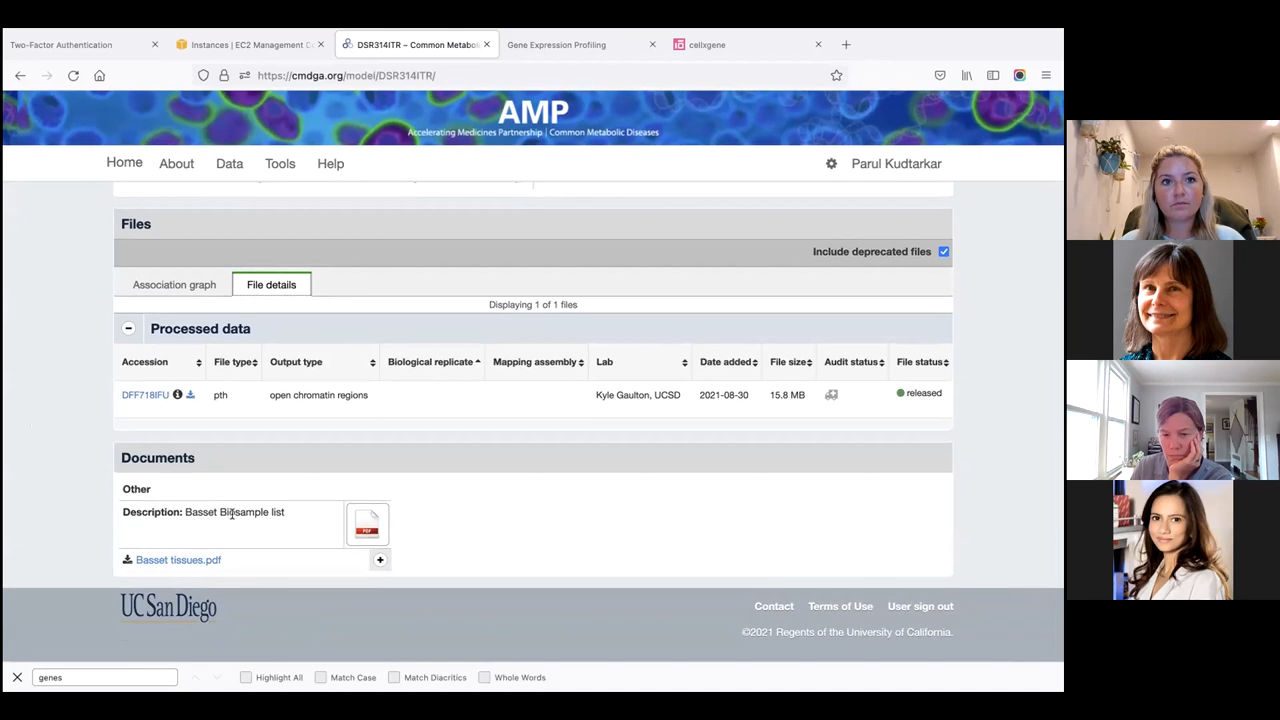 Two-Factor Authentication
Instances | EC2 Management C
DSR314ITR – Common Metabo
Gene Expression Profiling
cellxgene
https://cmdga.org/model/DSR314ITR/
AMP
Accelerating Medicines Partnership | Common Metabolic Diseases
Home About Data Tools Help Parul Kudtarkar
Files
Include deprecated files
Association graph File details
Displaying 1 of 1 files
Processed data
Accession File type Output type Biological replicate Mapping assembly Lab Date added File size Audit status File status
DFF718IFU pth open chromatin regions Kyle Gaulton, UCSD 2021-08-30 15.8 MB released
Documents
Other
Description: Basset Biosample list
PDF
Basset tissues.pdf
UC San Diego
Contact Terms of Use User sign out
©2021 Regents of the University of California.
genes Highlight All Match Case Match Diacritics Whole Words